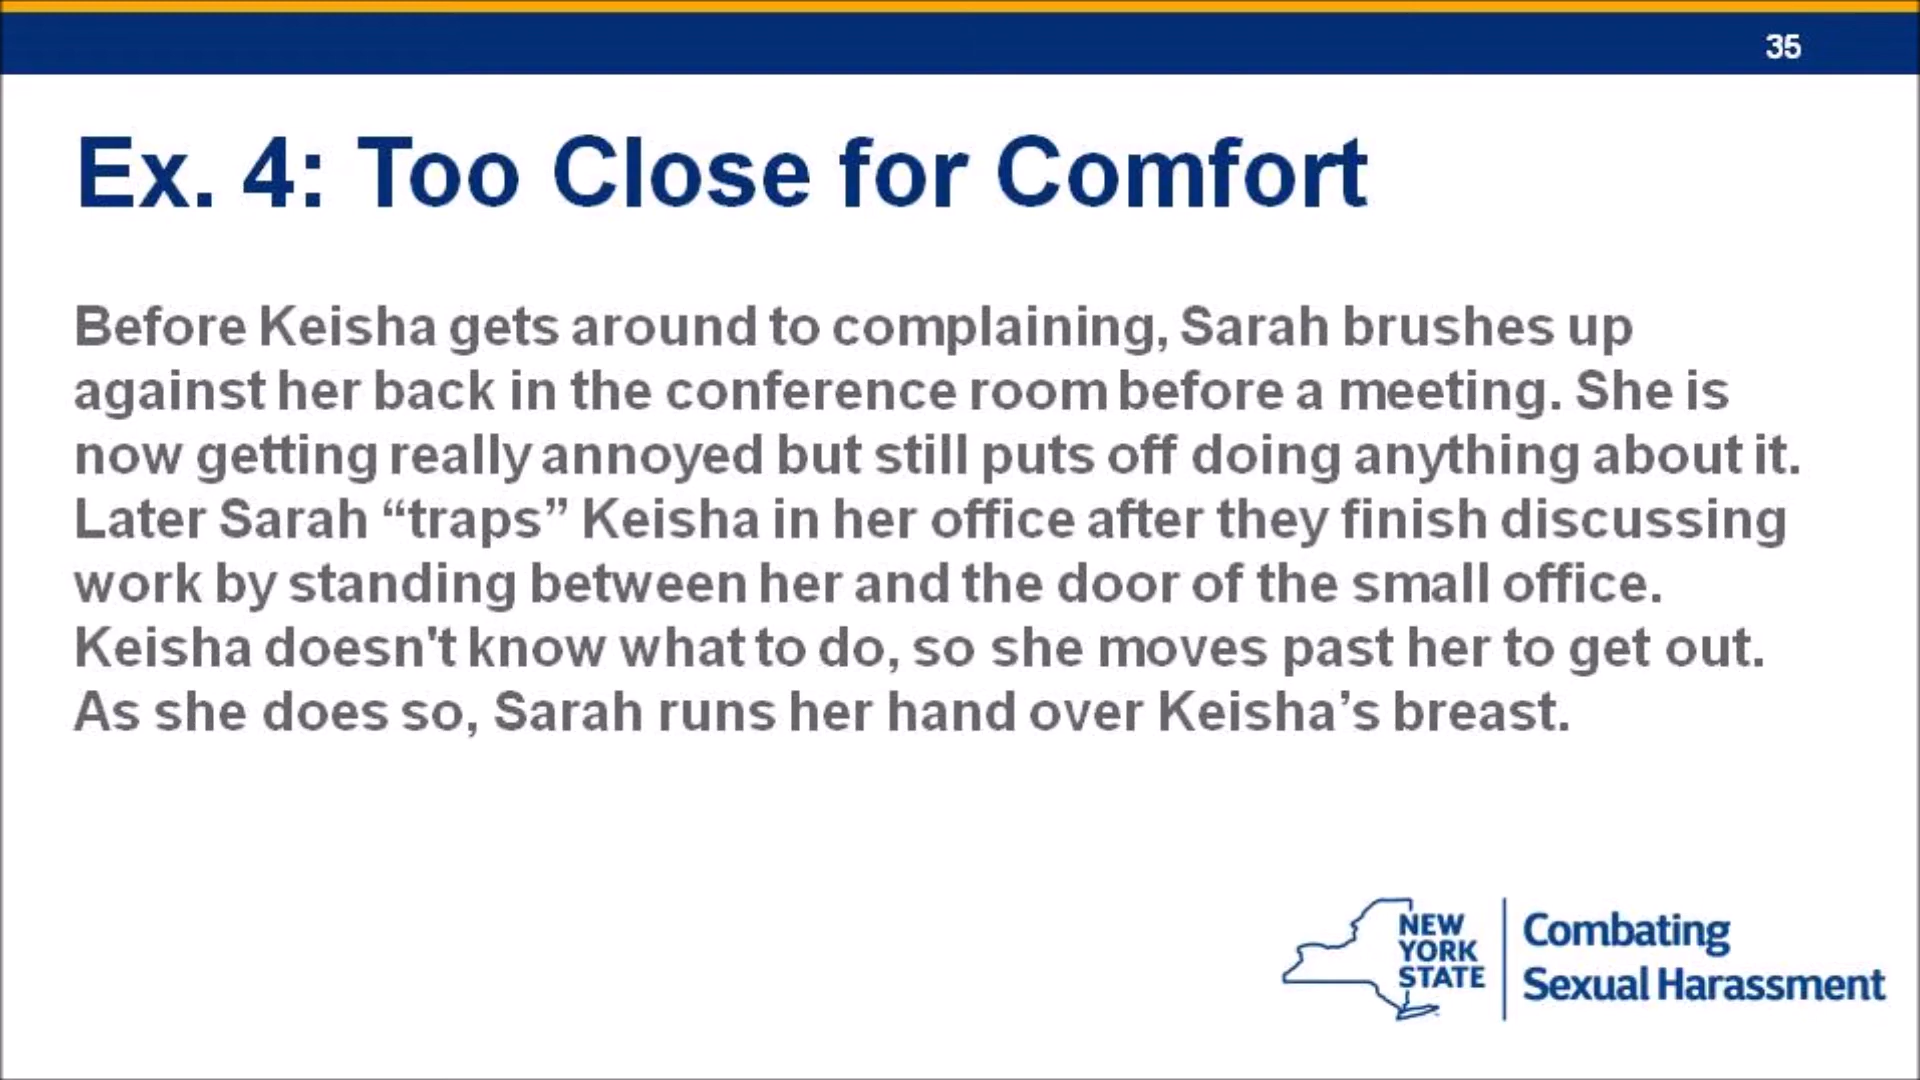 35
Ex. 4: Too Close for Comfort
Before Keisha gets around to complaining, Sarah brushes up
against her back in the conference room before a meeting. She is
now getting really annoyed but still puts off doing anything about it.
Later Sarah “traps” Keisha in her office after they finish discussing
work by standing between her and the door of the small office.
Keisha doesn't know what to do, so she moves past her to get out.
As she does so, Sarah runs her hand over Keisha’s breast.
NEW
YORK
STATE
Combating
Sexual Harassment